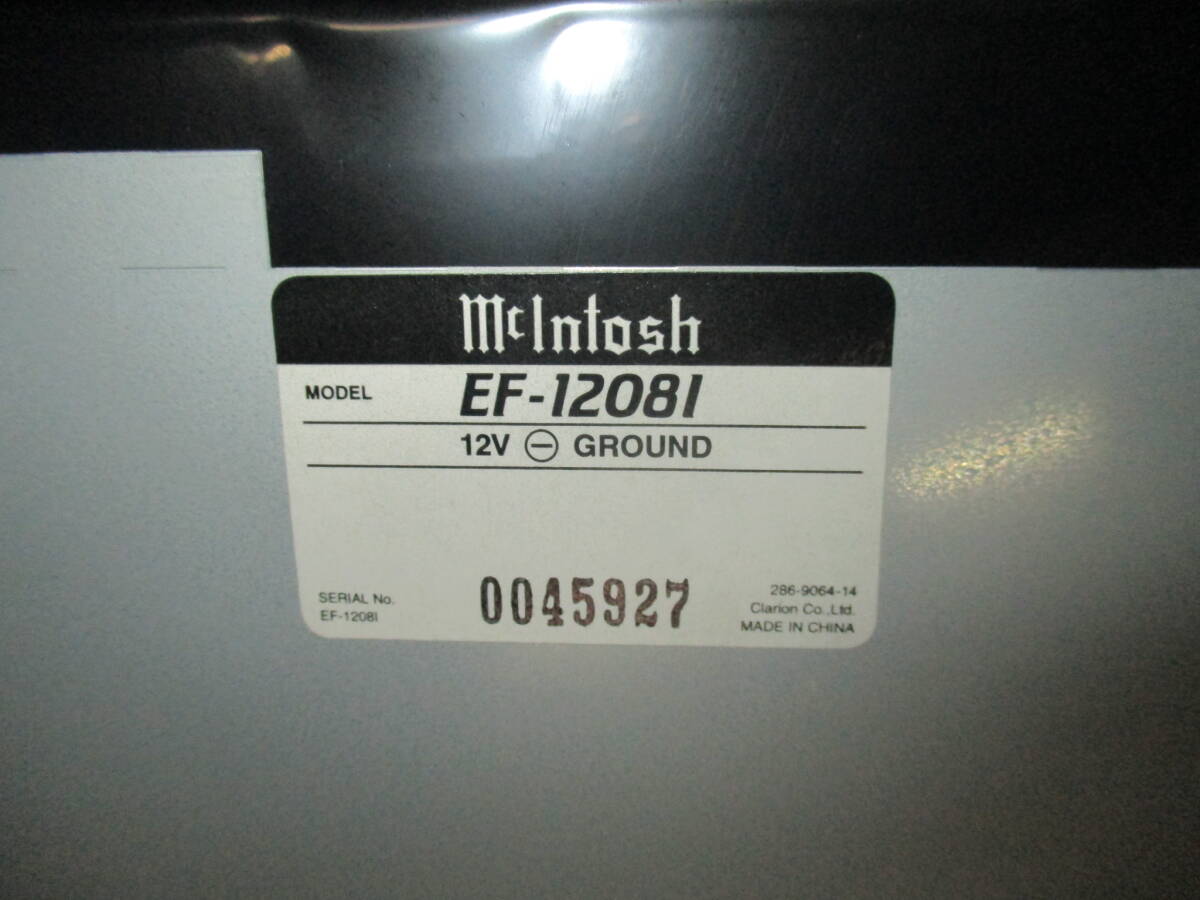 McIntosh
MODEL EF-1208I
12V ⊖ GROUND
SERIAL No.
EF-1208I
0045927
286-9064-14
Clarion Co.,Ltd.
MADE IN CHINA